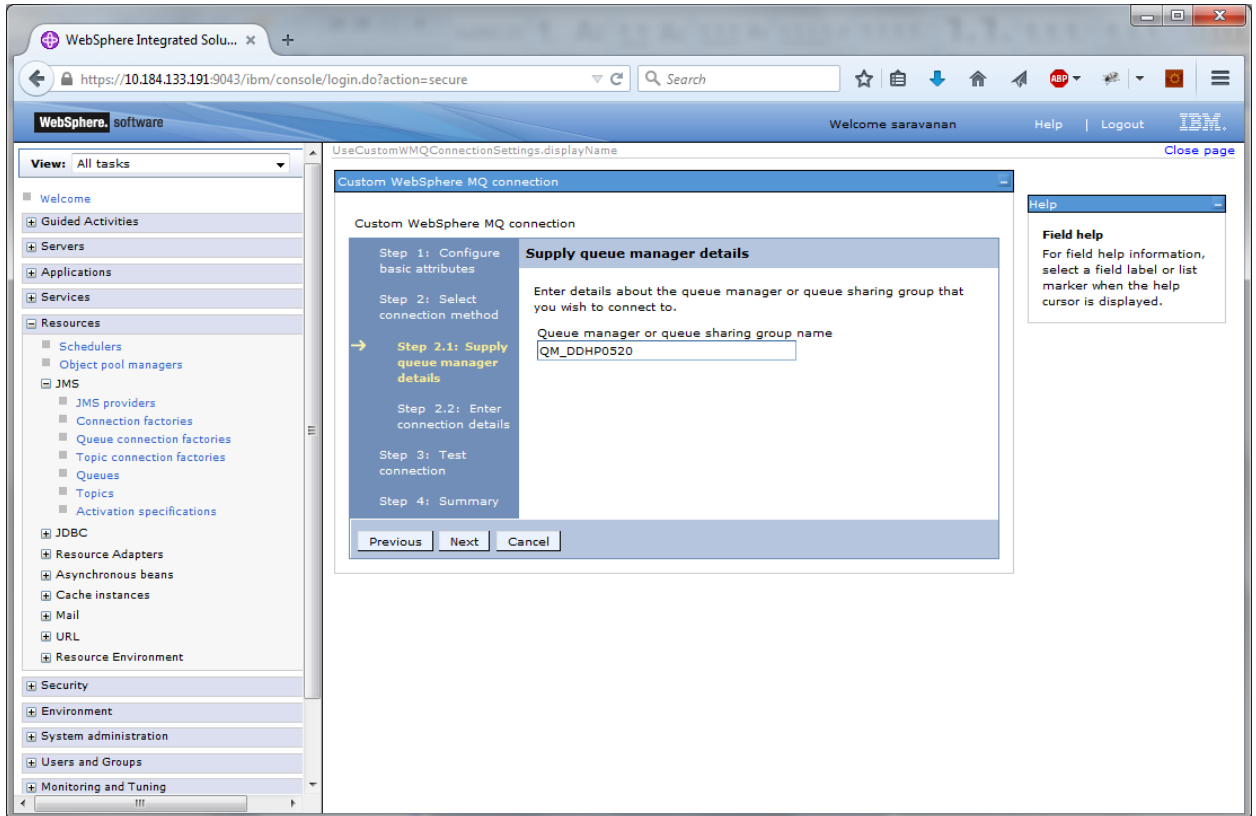 WebSphere Integrated Solu... × +
https://10.184.133.191:9043/ibm/console/login.do?action=secure
Search
ABP
WebSphere. software
Welcome saravanan
Help | Logout
IBM.
View: All tasks
Welcome
Guided Activities
Servers
Applications
Services
Resources
Schedulers
Object pool managers
JMS
JMS providers
Connection factories
Queue connection factories
Topic connection factories
Queues
Topics
Activation specifications
JDBC
Resource Adapters
Asynchronous beans
Cache instances
Mail
URL
Resource Environment
Security
Environment
System administration
Users and Groups
Monitoring and Tuning
UseCustomWMQConnectionSettings.displayName
Close page
Custom WebSphere MQ connection
Custom WebSphere MQ connection
Step 1: Configure
basic attributes
Step 2: Select
connection method
Step 2.1: Supply
queue manager
details
Step 2.2: Enter
connection details
Step 3: Test
connection
Step 4: Summary
Supply queue manager details
Enter details about the queue manager or queue sharing group that
you wish to connect to.
Queue manager or queue sharing group name
QM_DDHP0520
Previous Next Cancel
Help
Field help
For field help information,
select a field label or list
marker when the help
cursor is displayed.